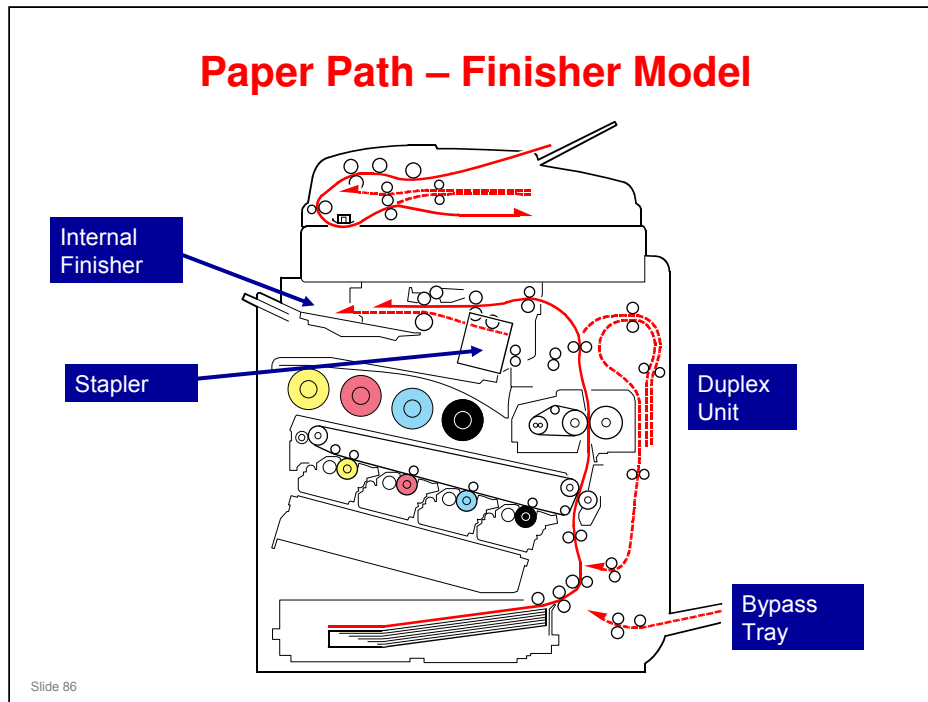 Paper Path – Finisher Model
Internal
Finisher
Stapler
Duplex
Unit
Bypass
Tray
Slide 86